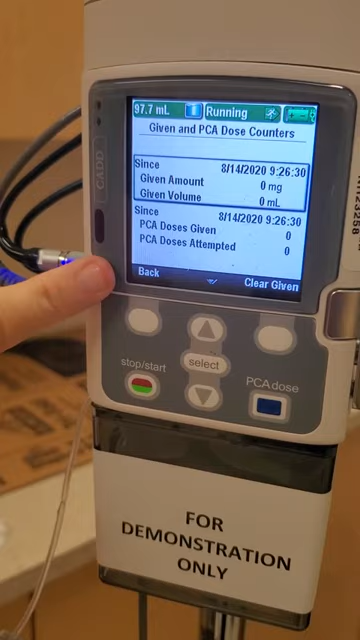 97.7 mL Running
Given and PCA Dose Counters
Since 8/14/2020 9:26:30
Given Amount 0 mg
Given Volume 0 mL
Since 8/14/2020 9:26:30
PCA Doses Given 0
PCA Doses Attempted 0
Back Clear Given
CADD
stop/start
select
PCA dose
FOR
DEMONSTRATION
ONLY